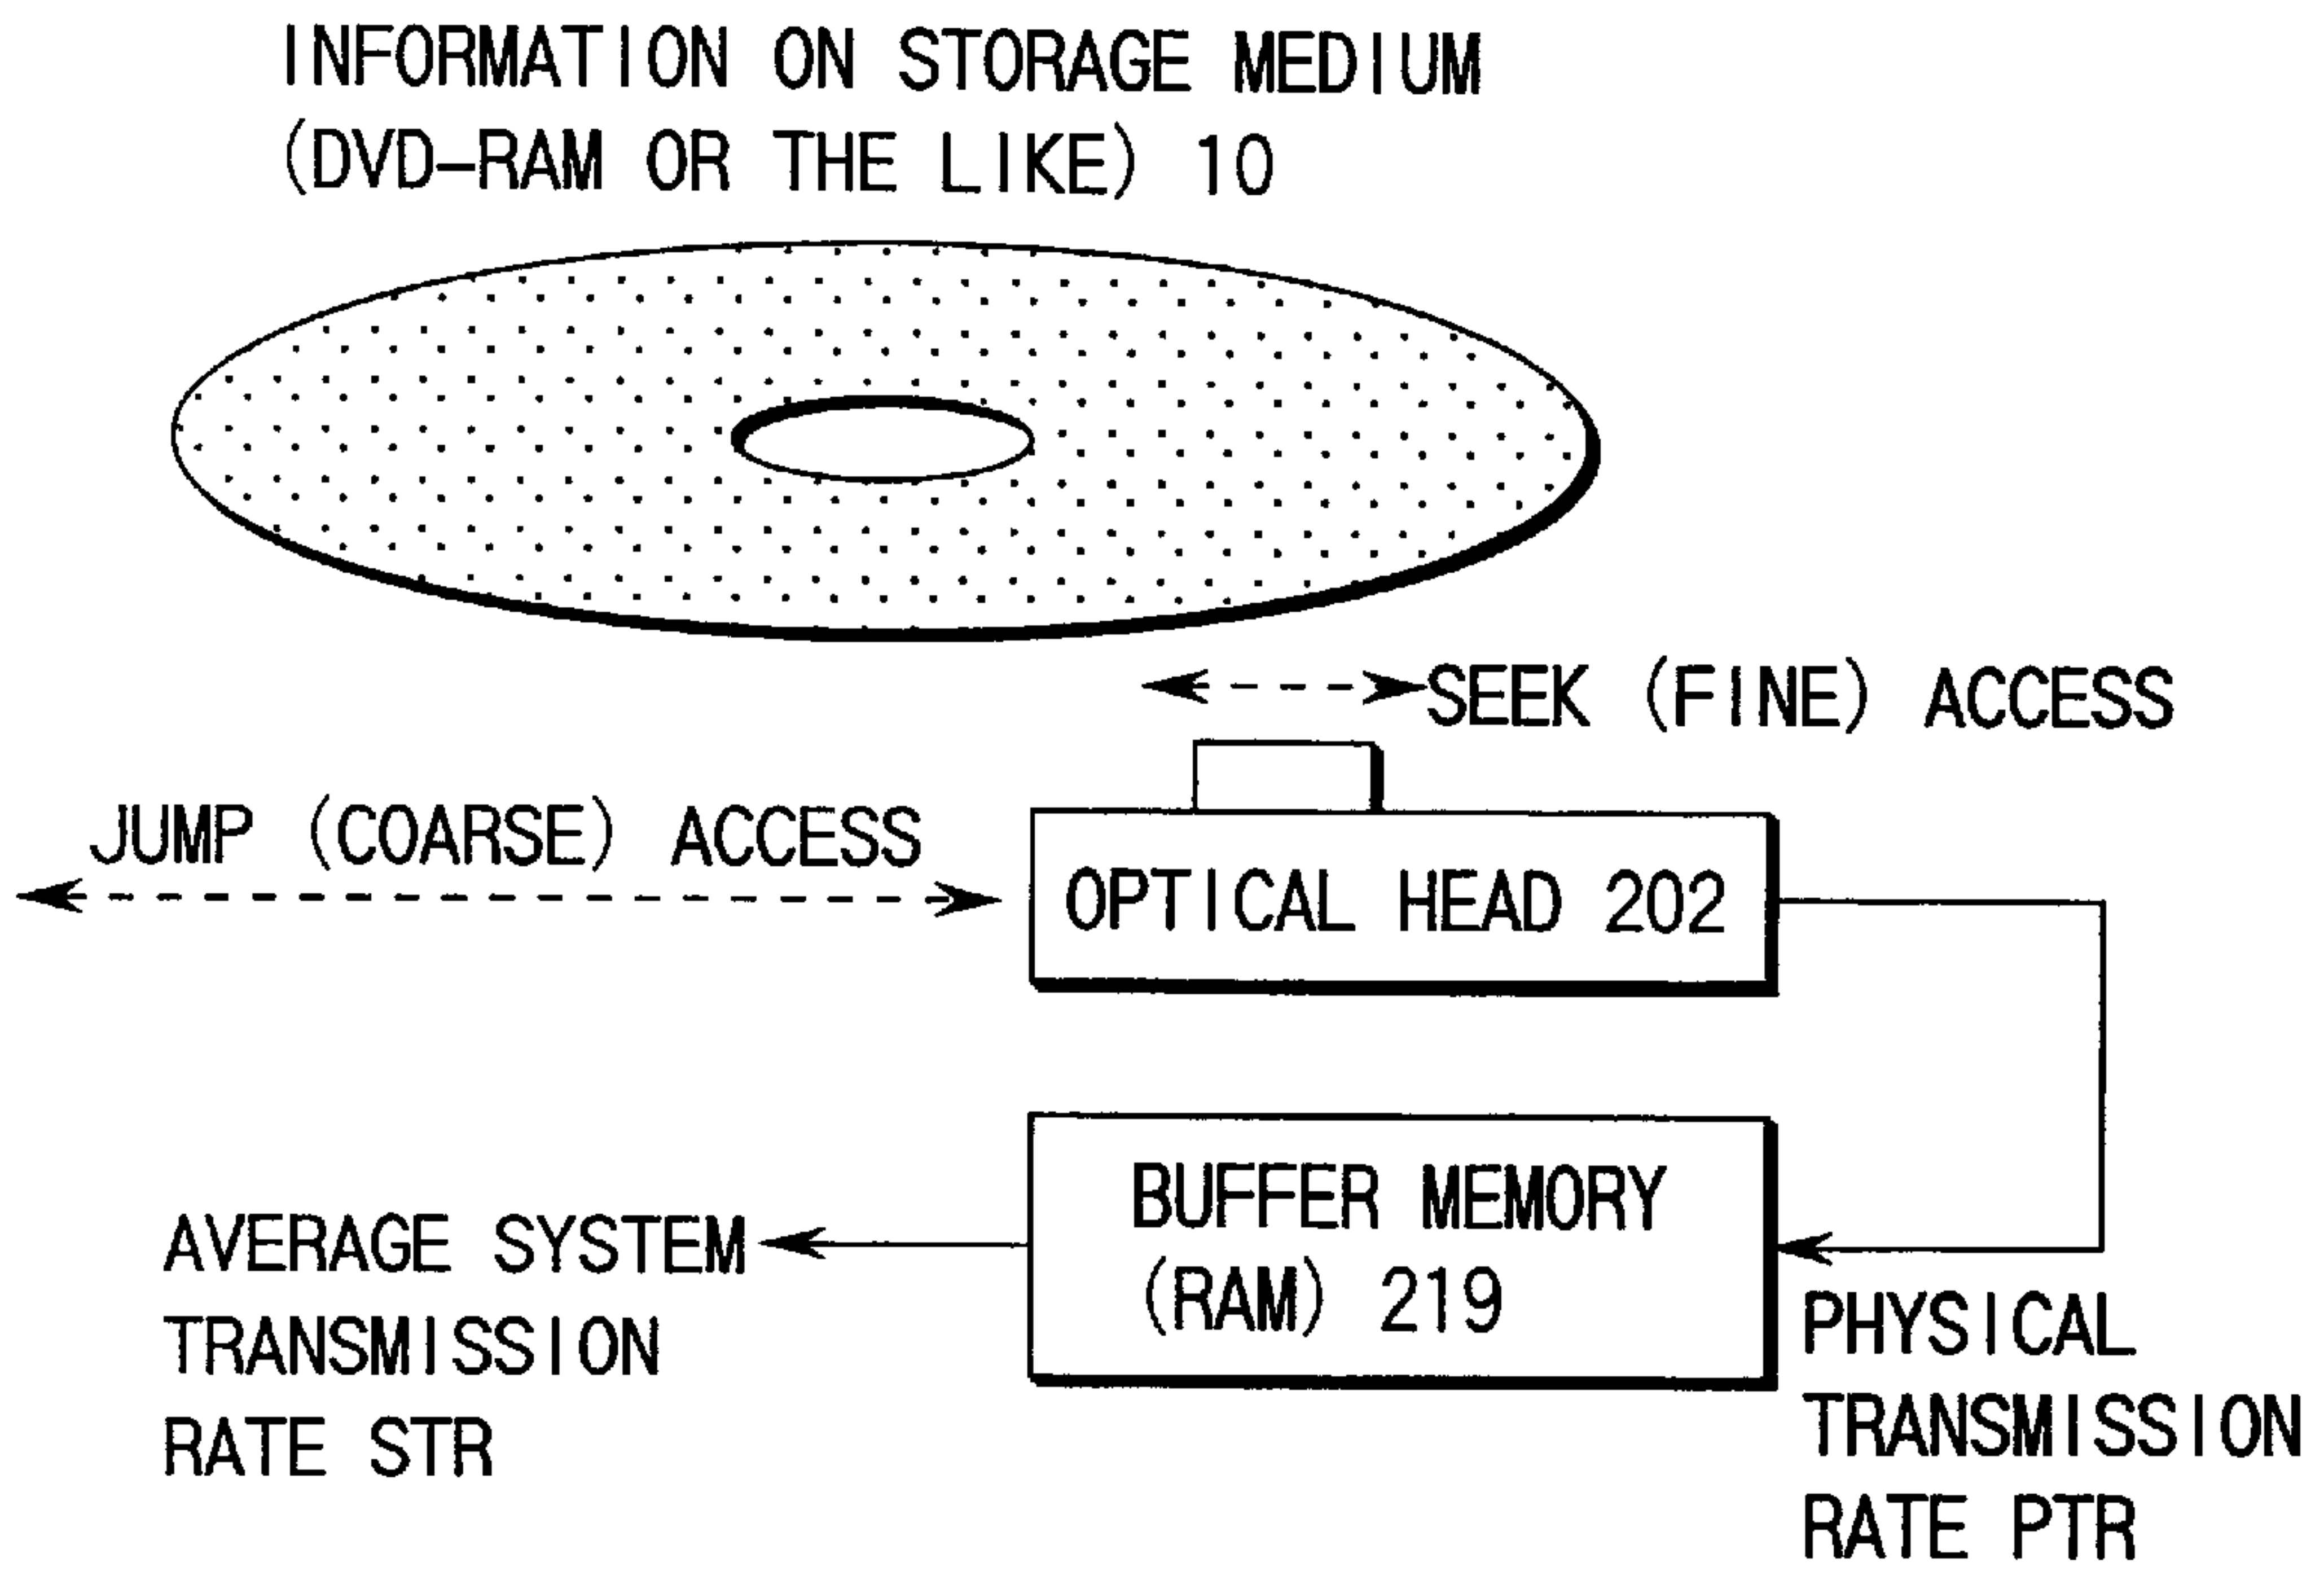 INFORMATION ON STORAGE MEDIUM
(DVD-RAM OR THE LIKE) 10
SEEK (FINE) ACCESS
JUMP (COARSE) ACCESS
OPTICAL HEAD 202
BUFFER MEMORY
(RAM) 219
AVERAGE SYSTEM
TRANSMISSION
RATE STR
PHYSICAL
TRANSMISSION
RATE PTR